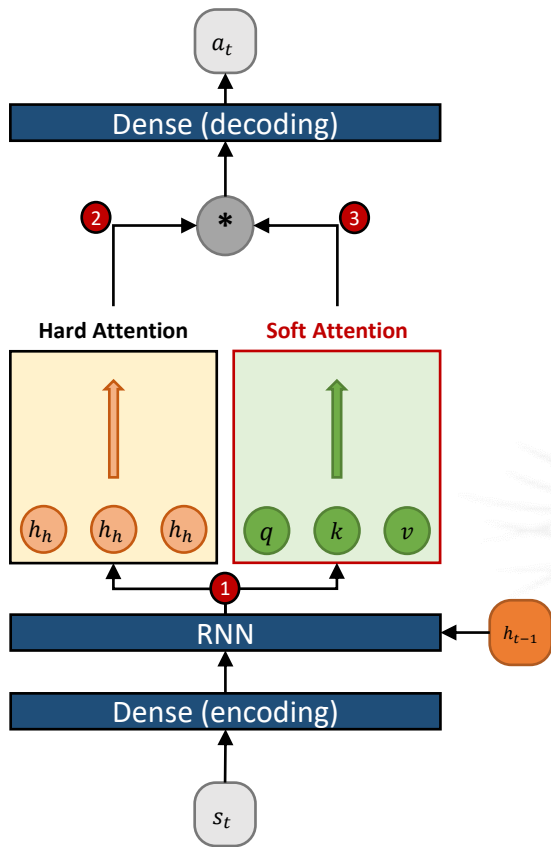 a_t
Dense (decoding)
2
*
3
Hard Attention
Soft Attention
h_h h_h h_h
q k v
1
RNN
h_{t-1}
Dense (encoding)
s_t